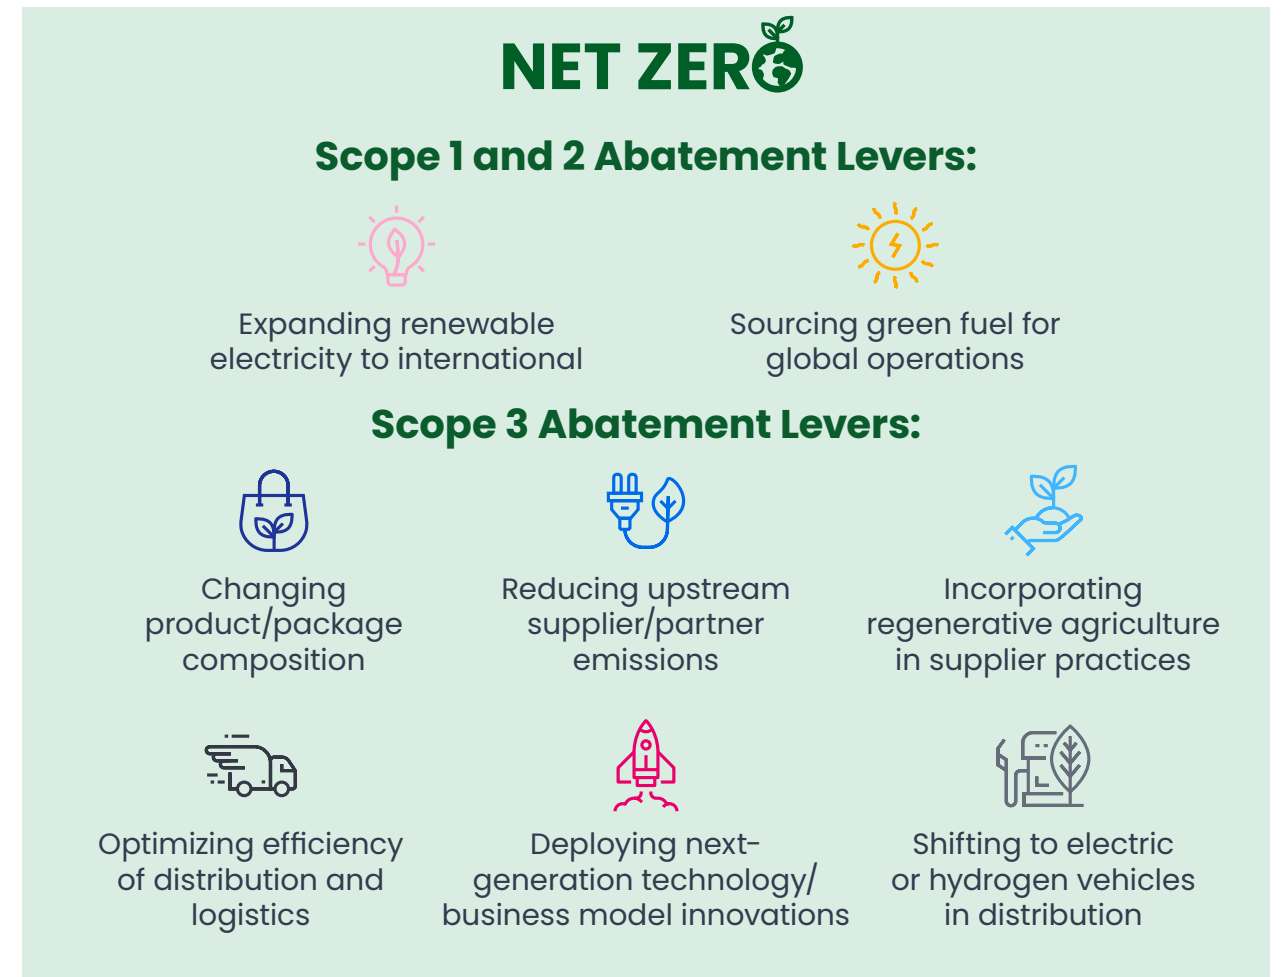 NET ZERO
Scope 1 and 2 Abatement Levers:
Expanding renewable
electricity to international
Sourcing green fuel for
global operations
Scope 3 Abatement Levers:
Changing
product/package
composition
Reducing upstream
supplier/partner
emissions
Incorporating
regenerative agriculture
in supplier practices
Optimizing efficiency
of distribution and
logistics
Deploying next-
generation technology/
business model innovations
Shifting to electric
or hydrogen vehicles
in distribution